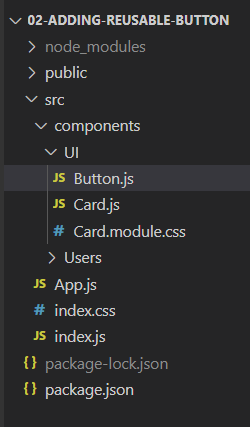 02-ADDING-REUSABLE-BUTTON
node_modules
public
src
components
UI
JS Button.js
JS Card.js
# Card.module.css
Users
JS App.js
# index.css
JS index.js
{} package-lock.json
{} package.json